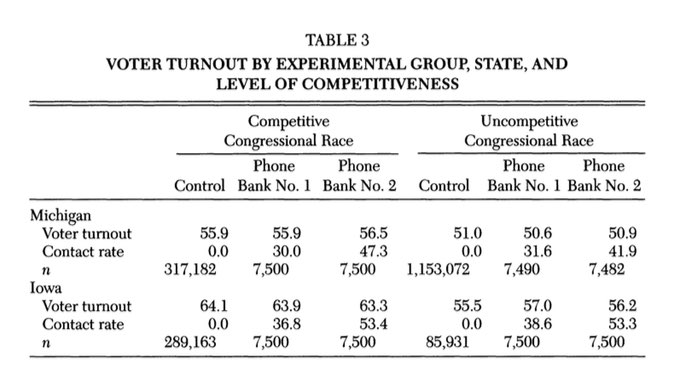 TABLE 3
VOTER TURNOUT BY EXPERIMENTAL GROUP, STATE, AND
LEVEL OF COMPETITIVENESS
Competitive Uncompetitive
Congressional Race Congressional Race
Phone Phone Phone Phone
Control Bank No. 1 Bank No. 2 Control Bank No. 1 Bank No. 2
Michigan
Voter turnout 55.9 55.9 56.5 51.0 50.6 50.9
Contact rate 0.0 30.0 47.3 0.0 31.6 41.9
n 317,182 7,500 7,500 1,153,072 7,490 7,482
Iowa
Voter turnout 64.1 63.9 63.3 55.5 57.0 56.2
Contact rate 0.0 36.8 53.4 0.0 38.6 53.3
n 289,163 7,500 7,500 85,931 7,500 7,500